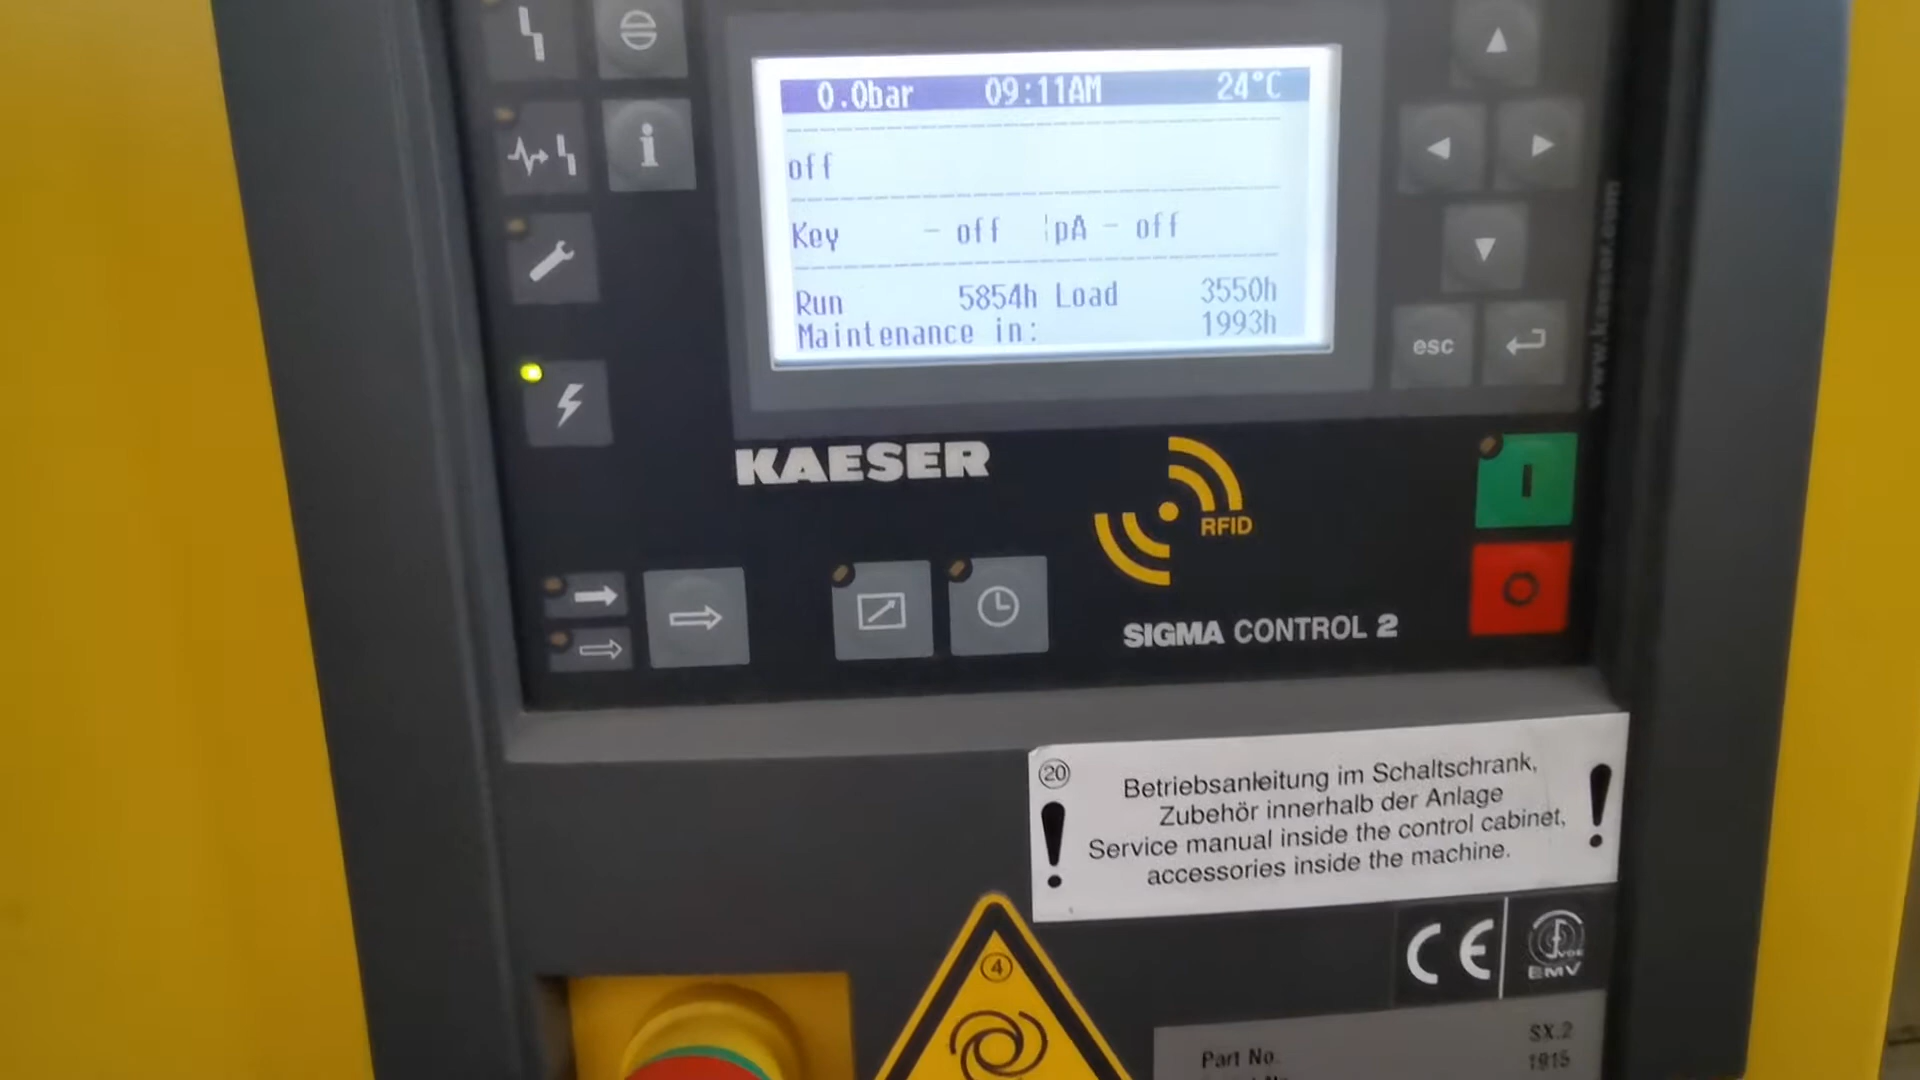 0.0bar 09:11AM 24°C
off
Key - off |pA - off
Run 5854h Load 3550h
Maintenance in: 1993h
esc
www.kaeser.com
KAESER
RFID
SIGMA CONTROL 2
20
Betriebsanleitung im Schaltschrank,
Zubehör innerhalb der Anlage
Service manual inside the control cabinet,
accessories inside the machine.
CE
VDE
EMV
4
SX.2
Part No. 1915